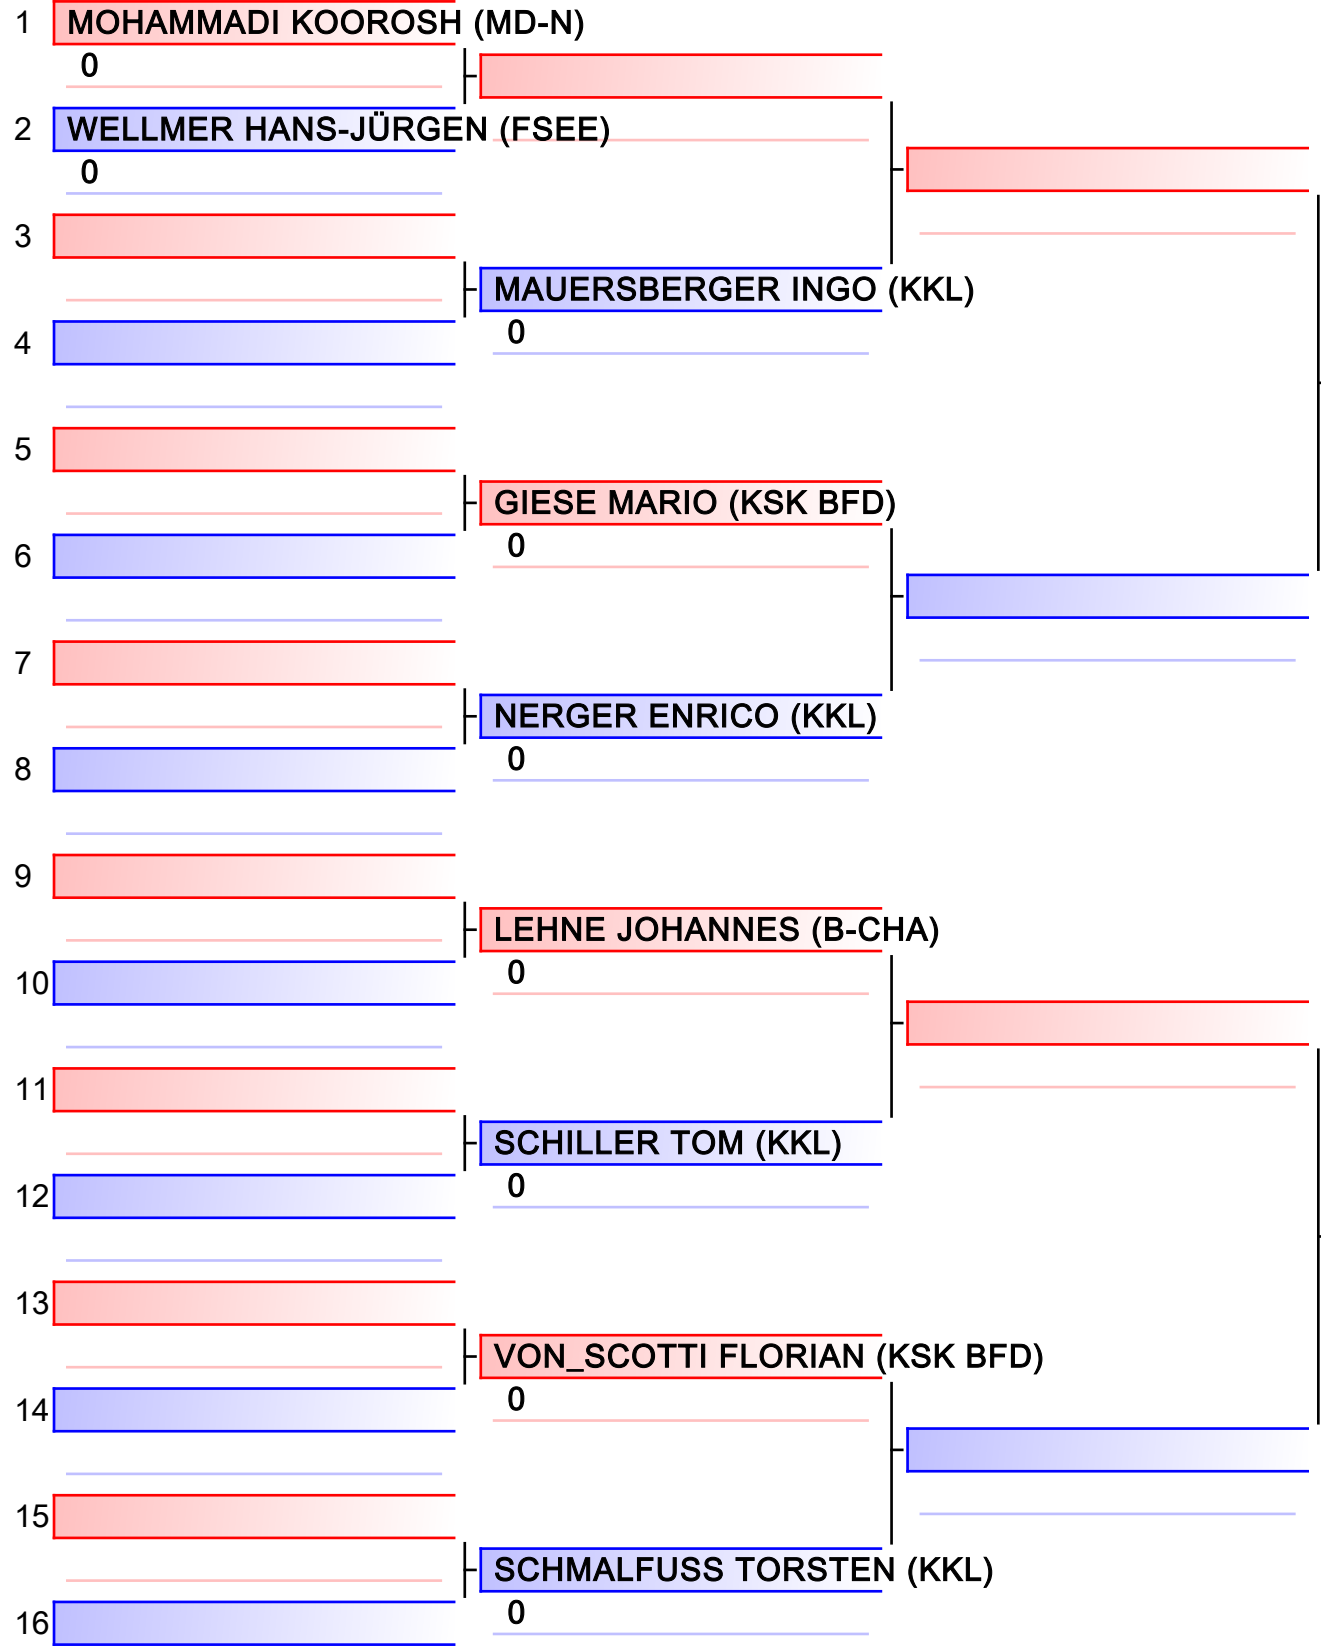 1 MOHAMMADI KOOROSH (MD-N)
0
2 WELLMER HANS-JÜRGEN (FSEE)
0
3
MAUERSBERGER INGO (KKL)
0
4
5
GIESE MARIO (KSK BFD)
0
6
7
NERGER ENRICO (KKL)
0
8
9
LEHNE JOHANNES (B-CHA)
0
10
11
SCHILLER TOM (KKL)
0
12
13
VON_SCOTTI FLORIAN (KSK BFD)
0
14
15
SCHMALFUSS TORSTEN (KKL)
0
16